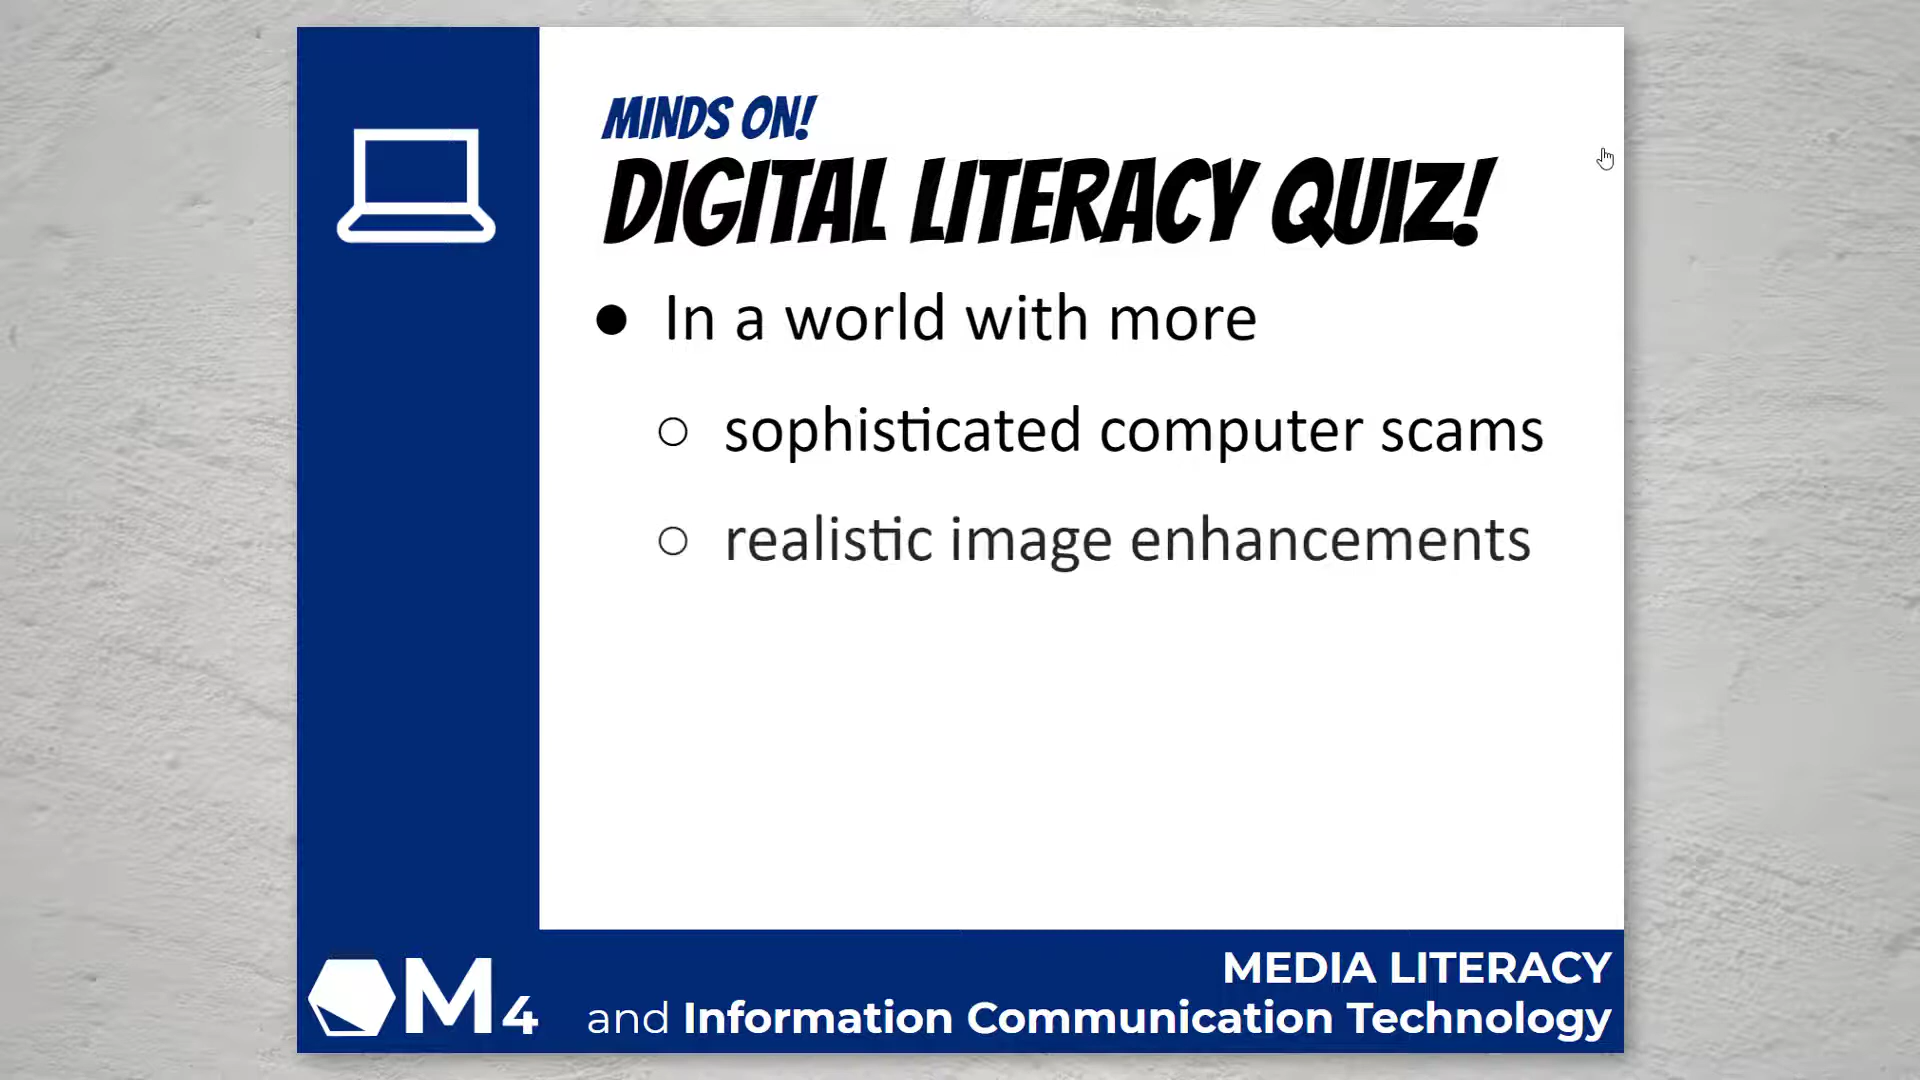 MINDS ON!
DIGITAL LITERACY QUIZ!
● In a world with more
○ sophisticated computer scams
○ realistic image enhancements
M4
MEDIA LITERACY
and Information Communication Technology